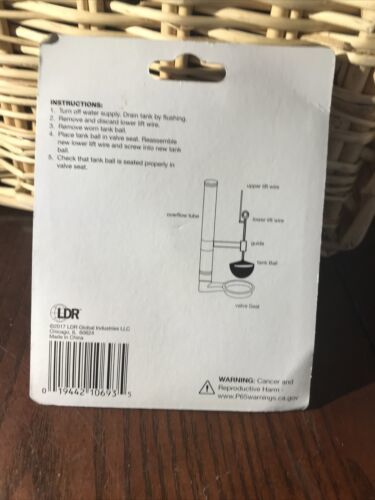 INSTRUCTIONS:
1. Turn off water supply. Drain tank by flushing.
2. Remove and discard lower lift wire.
3. Remove worn tank ball.
4. Place tank ball in valve seat. Reassemble
new lower lift wire and screw into new tank
ball.
5. Check that tank ball is seated properly in
valve seat.
upper lift wire
overflow tube
lower lift wire
guide
tank Ball
valve Seat
LDR
©2017 LDR Global Industries LLC
Chicago, IL 60624
Made in China
0 19442 10693 5
WARNING: Cancer and
Reproductive Harm -
www.P65warnings.ca.gov